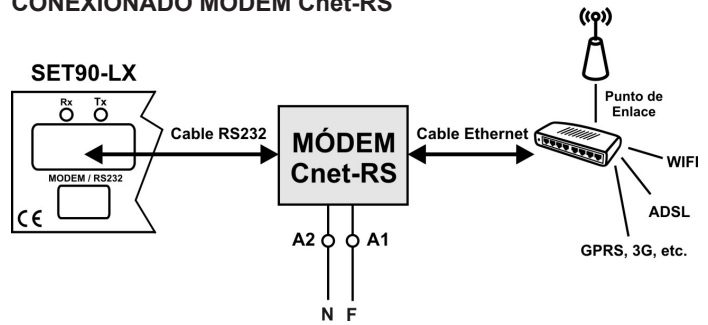 CONEXIONADO MÓDEM Cnet-RS
SET90-LX
Rx Tx
MODEM / RS232
CE
Cable RS232
MÓDEM
Cnet-RS
Cable Ethernet
Punto de
Enlace
WIFI
ADSL
GPRS, 3G, etc.
A2 A1
N F